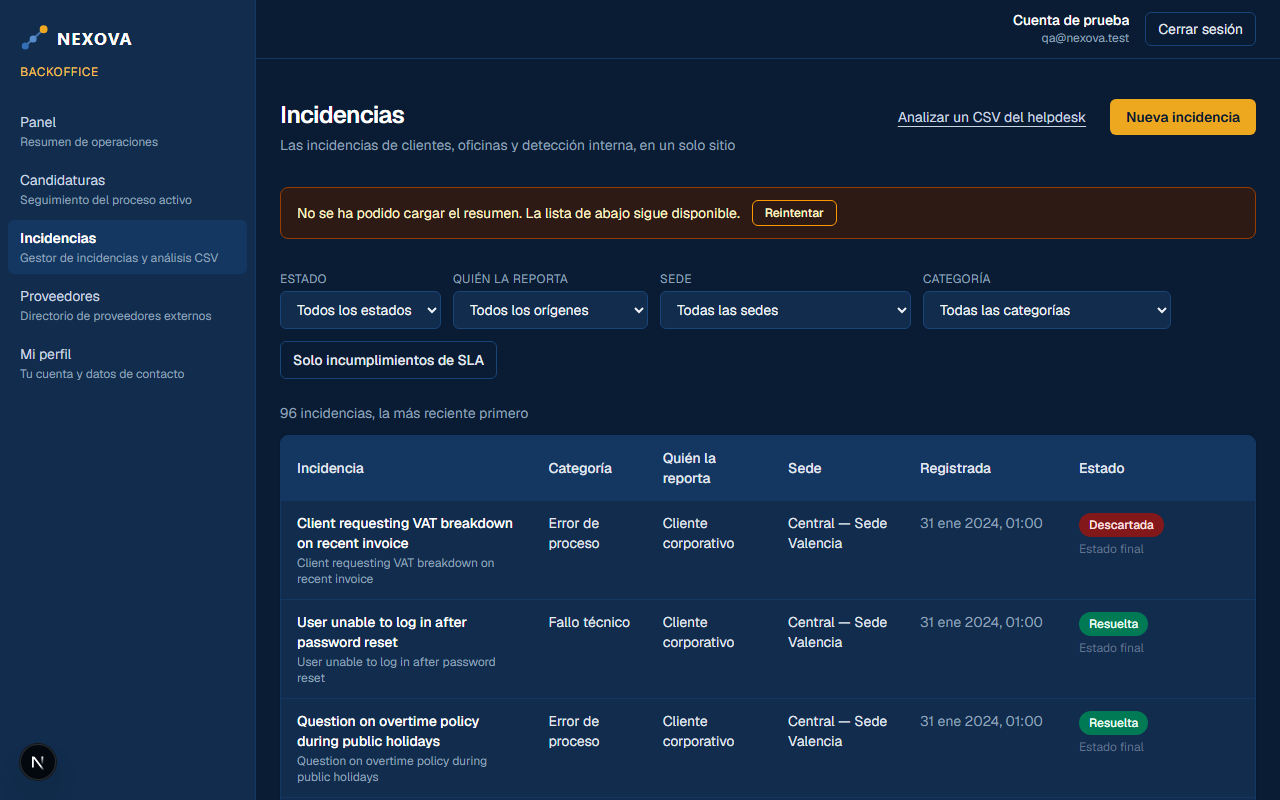 NEXOVA
BACKOFFICE
Panel
Resumen de operaciones
Candidaturas
Seguimiento del proceso activo
Incidencias
Gestor de incidencias y análisis CSV
Proveedores
Directorio de proveedores externos
Mi perfil
Tu cuenta y datos de contacto
N
Cuenta de prueba
qa@nexova.test
Cerrar sesión
Incidencias
Las incidencias de clientes, oficinas y detección interna, en un solo sitio
Analizar un CSV del helpdesk
Nueva incidencia
No se ha podido cargar el resumen. La lista de abajo sigue disponible.
Reintentar
ESTADO
Todos los estados
QUIÉN LA REPORTA
Todos los orígenes
SEDE
Todas las sedes
CATEGORÍA
Todas las categorías
Solo incumplimientos de SLA
96 incidencias, la más reciente primero
Incidencia
Categoría
Quién la
reporta
Sede
Registrada
Estado
Client requesting VAT breakdown
on recent invoice
Client requesting VAT breakdown on
recent invoice
Error de
proceso
Cliente
corporativo
Central — Sede
Valencia
31 ene 2024, 01:00
Descartada
Estado final
User unable to log in after
password reset
User unable to log in after password
reset
Fallo técnico
Cliente
corporativo
Central — Sede
Valencia
31 ene 2024, 01:00
Resuelta
Estado final
Question on overtime policy
during public holidays
Question on overtime policy during
public holidays
Error de
proceso
Cliente
corporativo
Central — Sede
Valencia
31 ene 2024, 01:00
Resuelta
Estado final